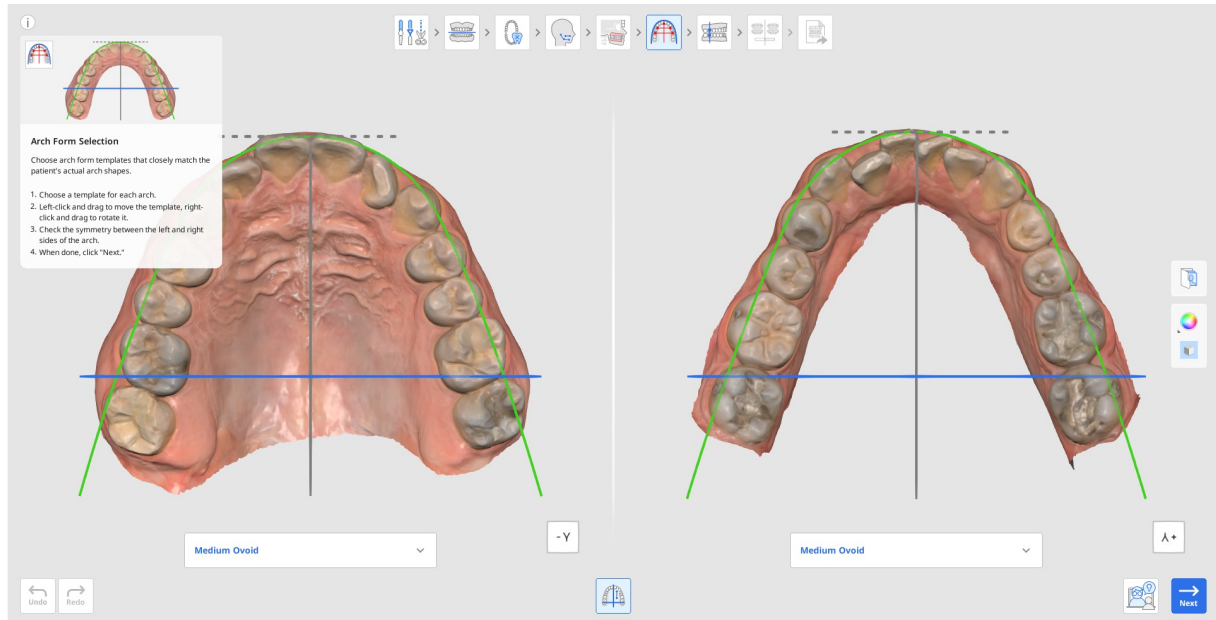 Arch Form Selection
Choose arch form templates that closely match the
patient's actual arch shapes.
1. Choose a template for each arch.
2. Left-click and drag to move the template, right-
click and drag to rotate it.
3. Check the symmetry between the left and right
sides of the arch.
4. When done, click "Next."
- Y
Y +
Medium Ovoid
Medium Ovoid
Undo
Redo
Next